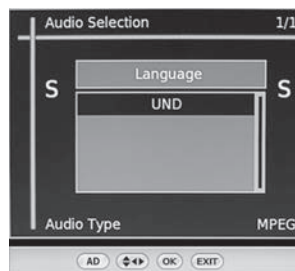 Audio Selection 1/1
Language
S S
UND
Audio Type MPEG
AD OK EXIT